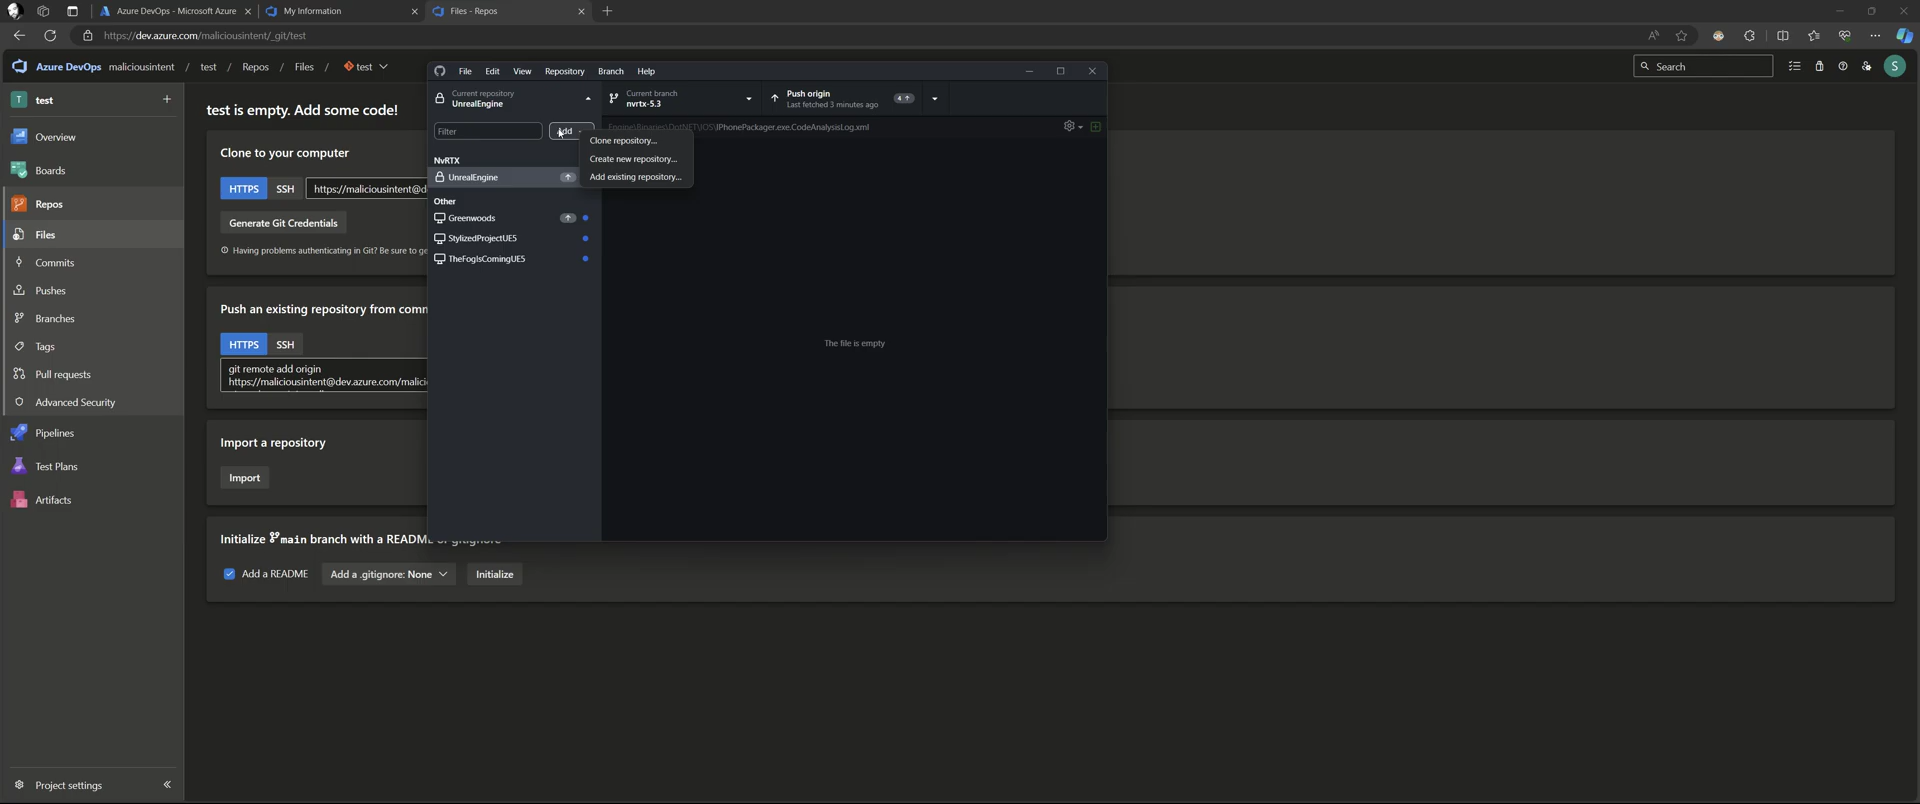 Azure DevOps - Microsoft Azure
My Information
Files - Repos
https://dev.azure.com/maliciousintent/_git/test
Azure DevOps maliciousintent / test / Repos / Files / test
Search
S
T test
Overview
Boards
Repos
Files
Commits
Pushes
Branches
Tags
Pull requests
Advanced Security
Pipelines
Test Plans
Artifacts
Project settings
test is empty. Add some code!
Clone to your computer
HTTPS SSH https://maliciousintent@d
Generate Git Credentials
Having problems authenticating in Git? Be sure to ge
Push an existing repository from comm
HTTPS SSH
git remote add origin
https://maliciousintent@dev.azure.com/malici
Import a repository
Import
Initialize main branch with a README or gitignore
Add a README Add a .gitignore: None Initialize
File Edit View Repository Branch Help
Current repository
UnrealEngine
Current branch
nvrtx-5.3
Push origin
Last fetched 3 minutes ago
4
Filter
Add
Clone repository...
Create new repository...
Add existing repository...
Engine\Binaries\DotNET\IOS\IPhonePackager.exe.CodeAnalysisLog.xml
NvRTX
UnrealEngine
Other
Greenwoods
StylizedProjectUE5
TheFogIsComingUE5
The file is empty